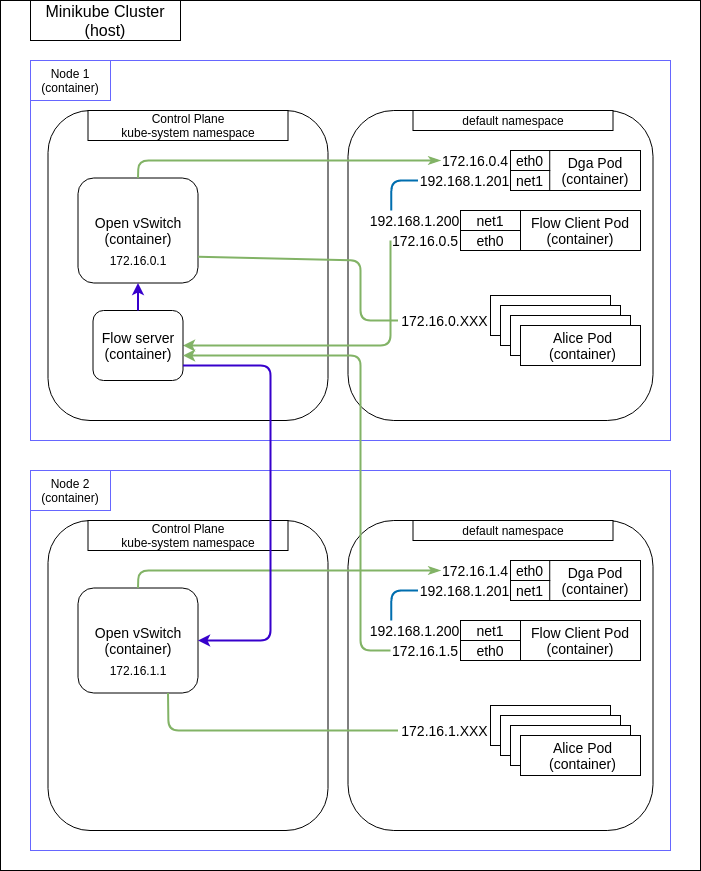 Minikube Cluster
(host)
Node 1
(container)
Control Plane
kube-system namespace
default namespace
172.16.0.4
eth0
Dga Pod
(container)
192.168.1.201
net1
Open vSwitch
(container)
172.16.0.1
192.168.1.200
net1
Flow Client Pod
(container)
172.16.0.5
eth0
Flow server
(container)
172.16.0.XXX
Alice Pod
(container)
Node 2
(container)
Control Plane
kube-system namespace
default namespace
172.16.1.4
eth0
Dga Pod
(container)
192.168.1.201
net1
Open vSwitch
(container)
172.16.1.1
192.168.1.200
net1
Flow Client Pod
(container)
172.16.1.5
eth0
172.16.1.XXX
Alice Pod
(container)